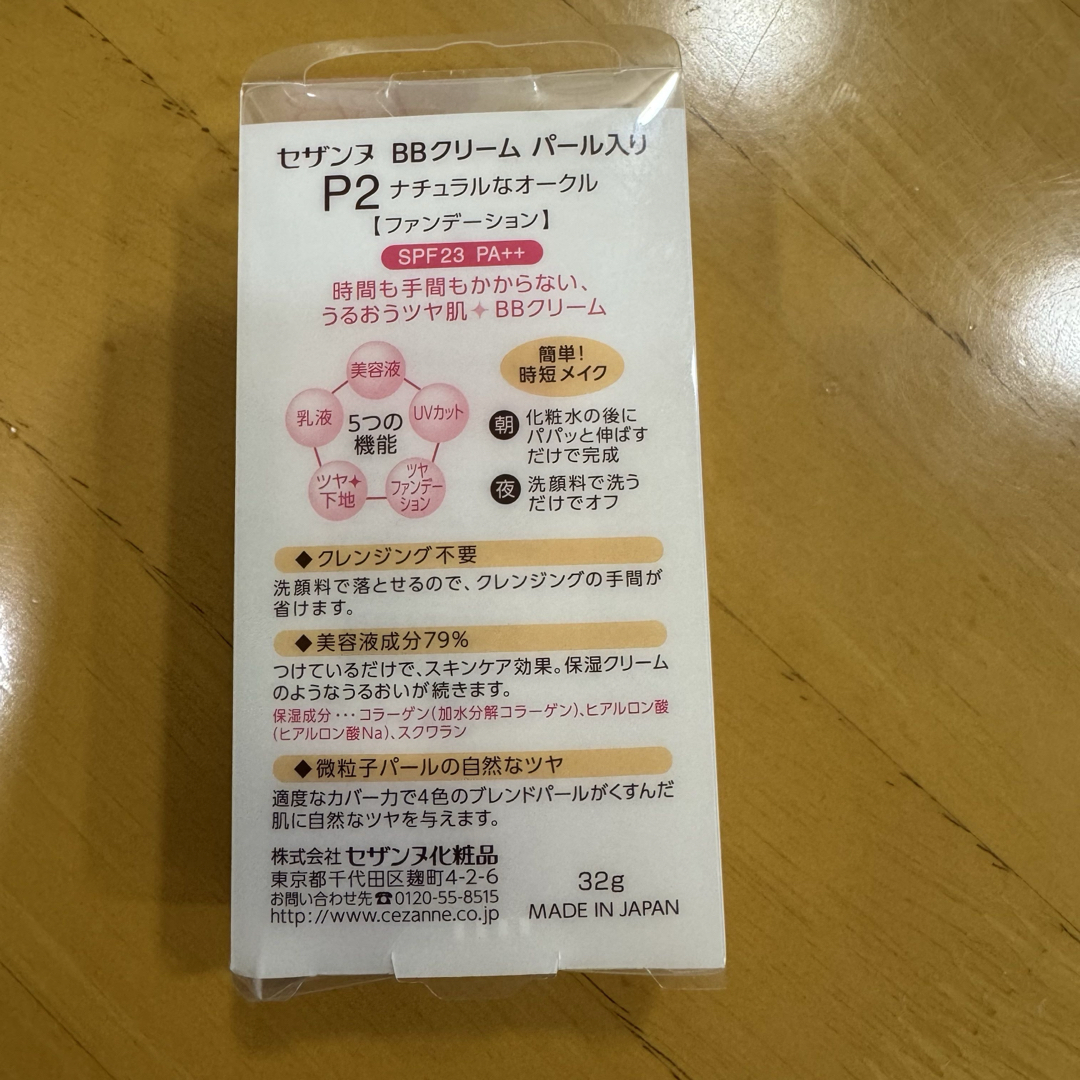 セザンヌ BBクリーム パール入り
P2 ナチュラルなオークル
【ファンデーション】
SPF23 PA++
時間も手間もかからない、
うるおうツヤ肌✦BBクリーム
美容液
乳液
UVカット
5つの
機能
ツヤ✦
下地
ツヤ
ファンデー
ション
簡単!
時短メイク
朝 化粧水の後に
パパッと伸ばす
だけで完成
夜 洗顔料で洗う
だけでオフ
◆クレンジング不要
洗顔料で落とせるので、クレンジングの手間が
省けます。
◆美容液成分79%
つけているだけで、スキンケア効果。保湿クリーム
のようなうるおいが続きます。
保湿成分・・・コラーゲン(加水分解コラーゲン)、ヒアルロン酸
(ヒアルロン酸Na)、スクワラン
◆微粒子パールの自然なツヤ
適度なカバー力で4色のブレンドパールがくすんだ
肌に自然なツヤを与えます。
株式会社 セザンヌ化粧品
東京都千代田区麹町4-2-6
お問い合わせ先☎0120-55-8515
http://www.cezanne.co.jp
32g
MADE IN JAPAN